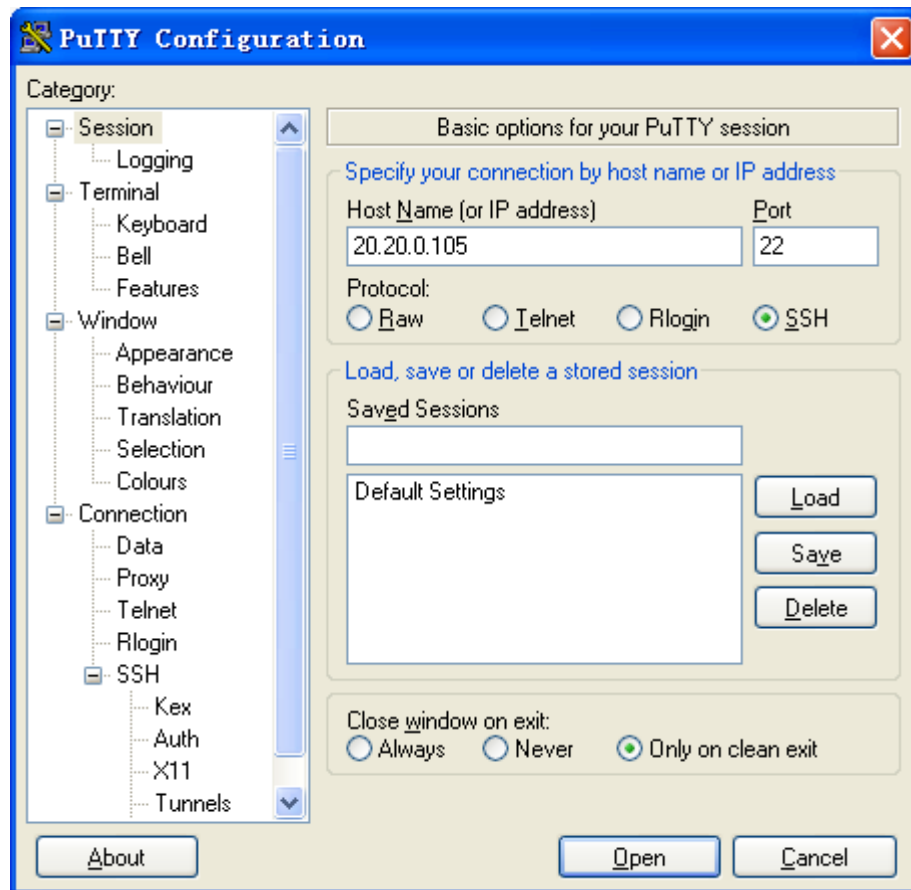 PuTTY Configuration
Category:
Session
Logging
Terminal
Keyboard
Bell
Features
Window
Appearance
Behaviour
Translation
Selection
Colours
Connection
Data
Proxy
Telnet
Rlogin
SSH
Kex
Auth
X11
Tunnels
Basic options for your PuTTY session
Specify your connection by host name or IP address
Host Name (or IP address) Port
20.20.0.105 22
Protocol:
Raw Telnet Rlogin SSH
Load, save or delete a stored session
Saved Sessions
Default Settings
Load
Save
Delete
Close window on exit:
Always Never Only on clean exit
About Open Cancel